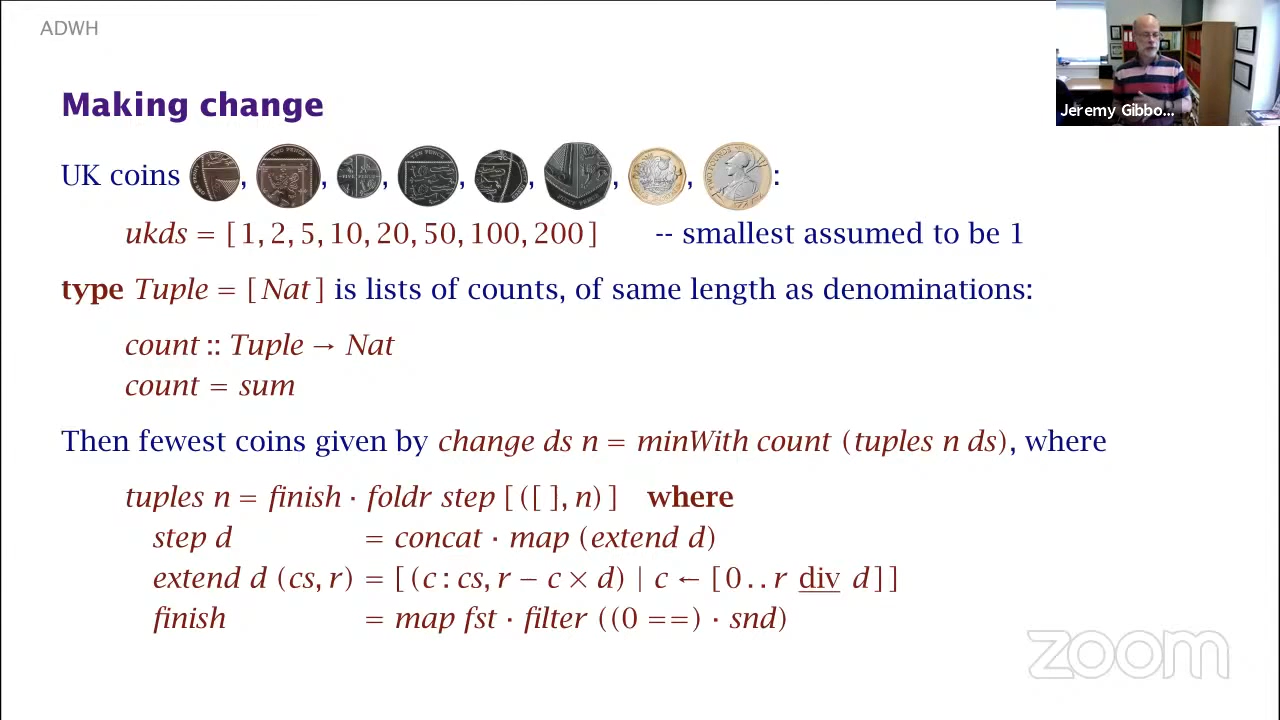 ADWH
Jeremy Gibbo...
Making change
UK coins , , , , , , , :
ukds = [1, 2, 5, 10, 20, 50, 100, 200] -- smallest assumed to be 1
type Tuple = [Nat] is lists of counts, of same length as denominations:
count :: Tuple → Nat
count = sum
Then fewest coins given by change ds n = minWith count (tuples n ds), where
tuples n = finish · foldr step [([ ], n)] where
step d = concat · map (extend d)
extend d (cs, r) = [(c : cs, r − c × d) | c ← [0 . . r div d]]
finish = map fst · filter ((0 ==) · snd)
zoom